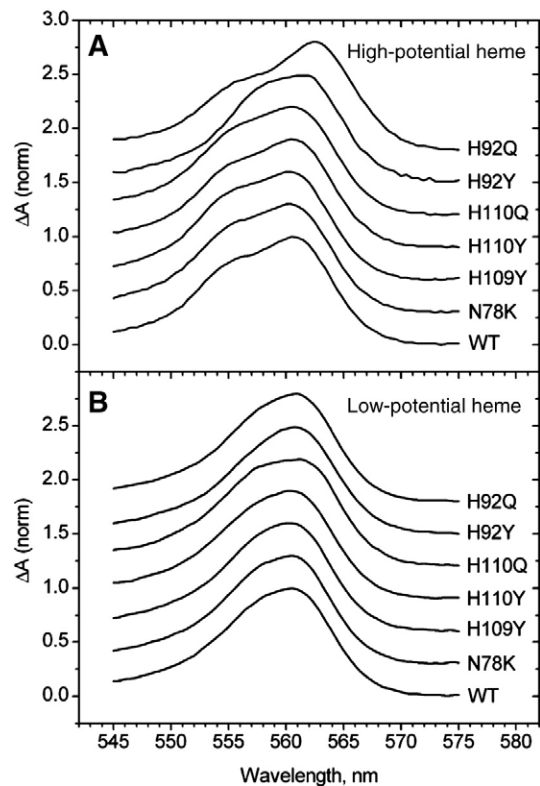 3.0
A
High-potential heme
2.5
2.0
H92Q
H92Y
1.5
H110Q
ΔA (norm)
1.0
H110Y
H109Y
0.5
N78K
0.0
WT
B
Low-potential heme
2.5
2.0
H92Q
H92Y
1.5
H110Q
ΔA (norm)
1.0
H110Y
H109Y
0.5
N78K
0.0
WT
545 550 555 560 565 570 575 580
Wavelength, nm